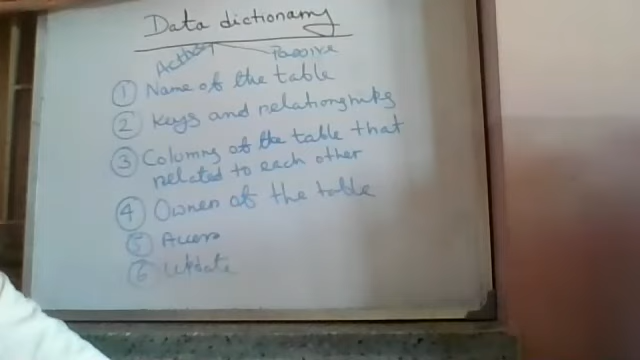 Data dictionary
Active Passive
① Name of the table
② Keys and relationships
③ Columns of the table that
related to each other
④ Owner of the table
⑤ Access
⑥ Update